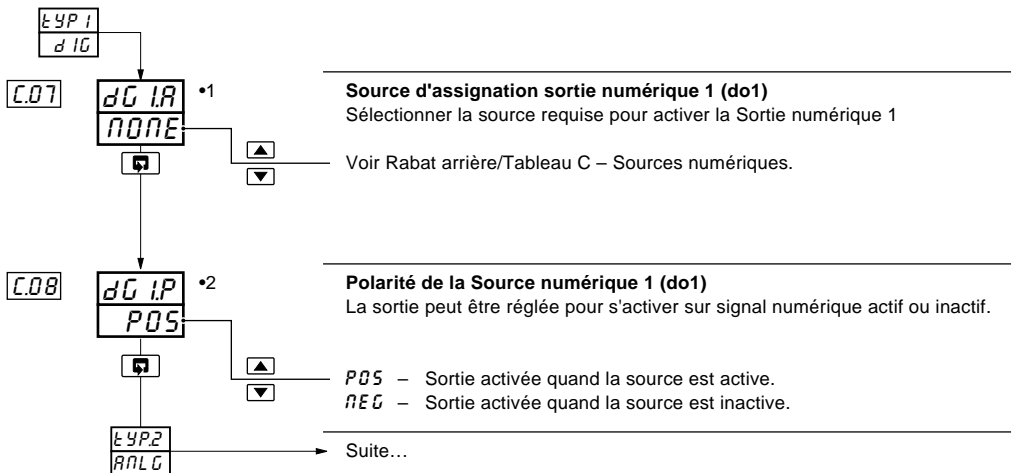 tYP1
dIG
C.07
dG1.A
•1
NONE
Source d'assignation sortie numérique 1 (do1)
Sélectionner la source requise pour activer la Sortie numérique 1
Voir Rabat arrière/Tableau C – Sources numériques.
C.08
dG1.P
•2
POS
Polarité de la Source numérique 1 (do1)
La sortie peut être réglée pour s'activer sur signal numérique actif ou inactif.
POS – Sortie activée quand la source est active.
NEG – Sortie activée quand la source est inactive.
tYP.2
ANLG
Suite…